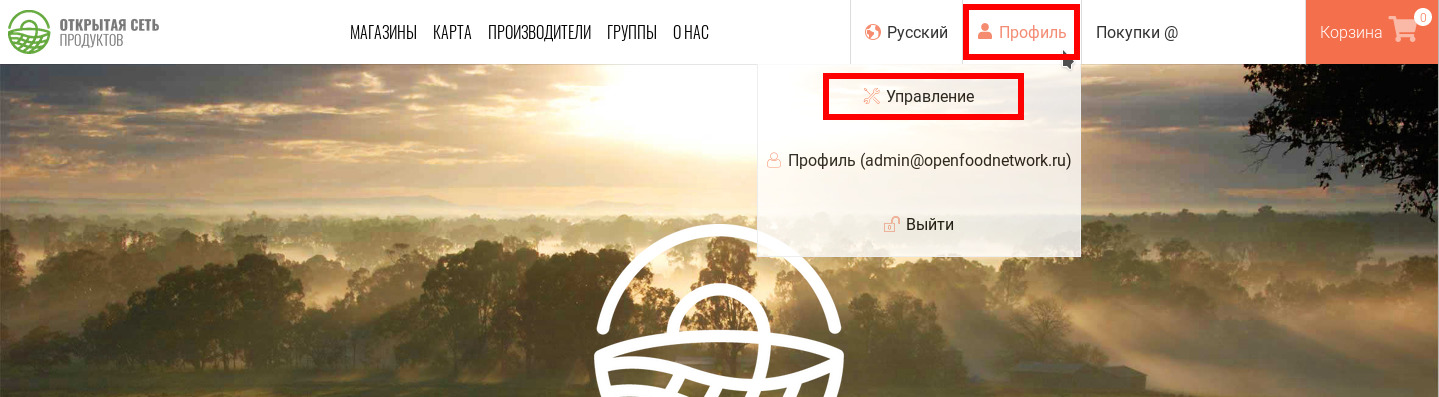 ОТКРЫТАЯ СЕТЬ
ПРОДУКТОВ
МАГАЗИНЫ КАРТА ПРОИЗВОДИТЕЛИ ГРУППЫ О НАС
Русский
Профиль
Покупки @
Корзина 0
Управление
Профиль (admin@openfoodnetwork.ru)
Выйти